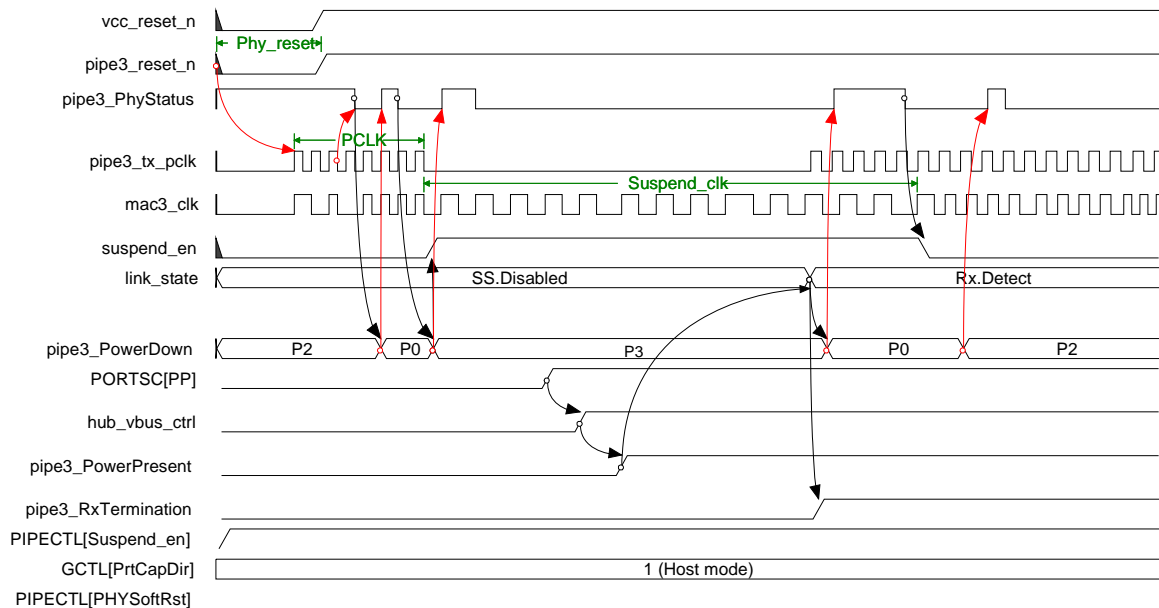 vcc_reset_n
Phy_reset
pipe3_reset_n
pipe3_PhyStatus
PCLK
pipe3_tx_pclk
Suspend_clk
mac3_clk
suspend_en
link_state SS.Disabled Rx.Detect
pipe3_PowerDown P2 P0 P3 P0 P2
PORTSC[PP]
hub_vbus_ctrl
pipe3_PowerPresent
pipe3_RxTermination
PIPECTL[Suspend_en]
GCTL[PrtCapDir] 1 (Host mode)
PIPECTL[PHYSoftRst]